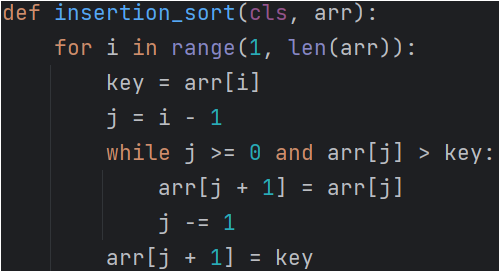 def insertion_sort(cls, arr):
    for i in range(1, len(arr)):
        key = arr[i]
        j = i - 1
        while j >= 0 and arr[j] > key:
            arr[j + 1] = arr[j]
            j -= 1
        arr[j + 1] = key